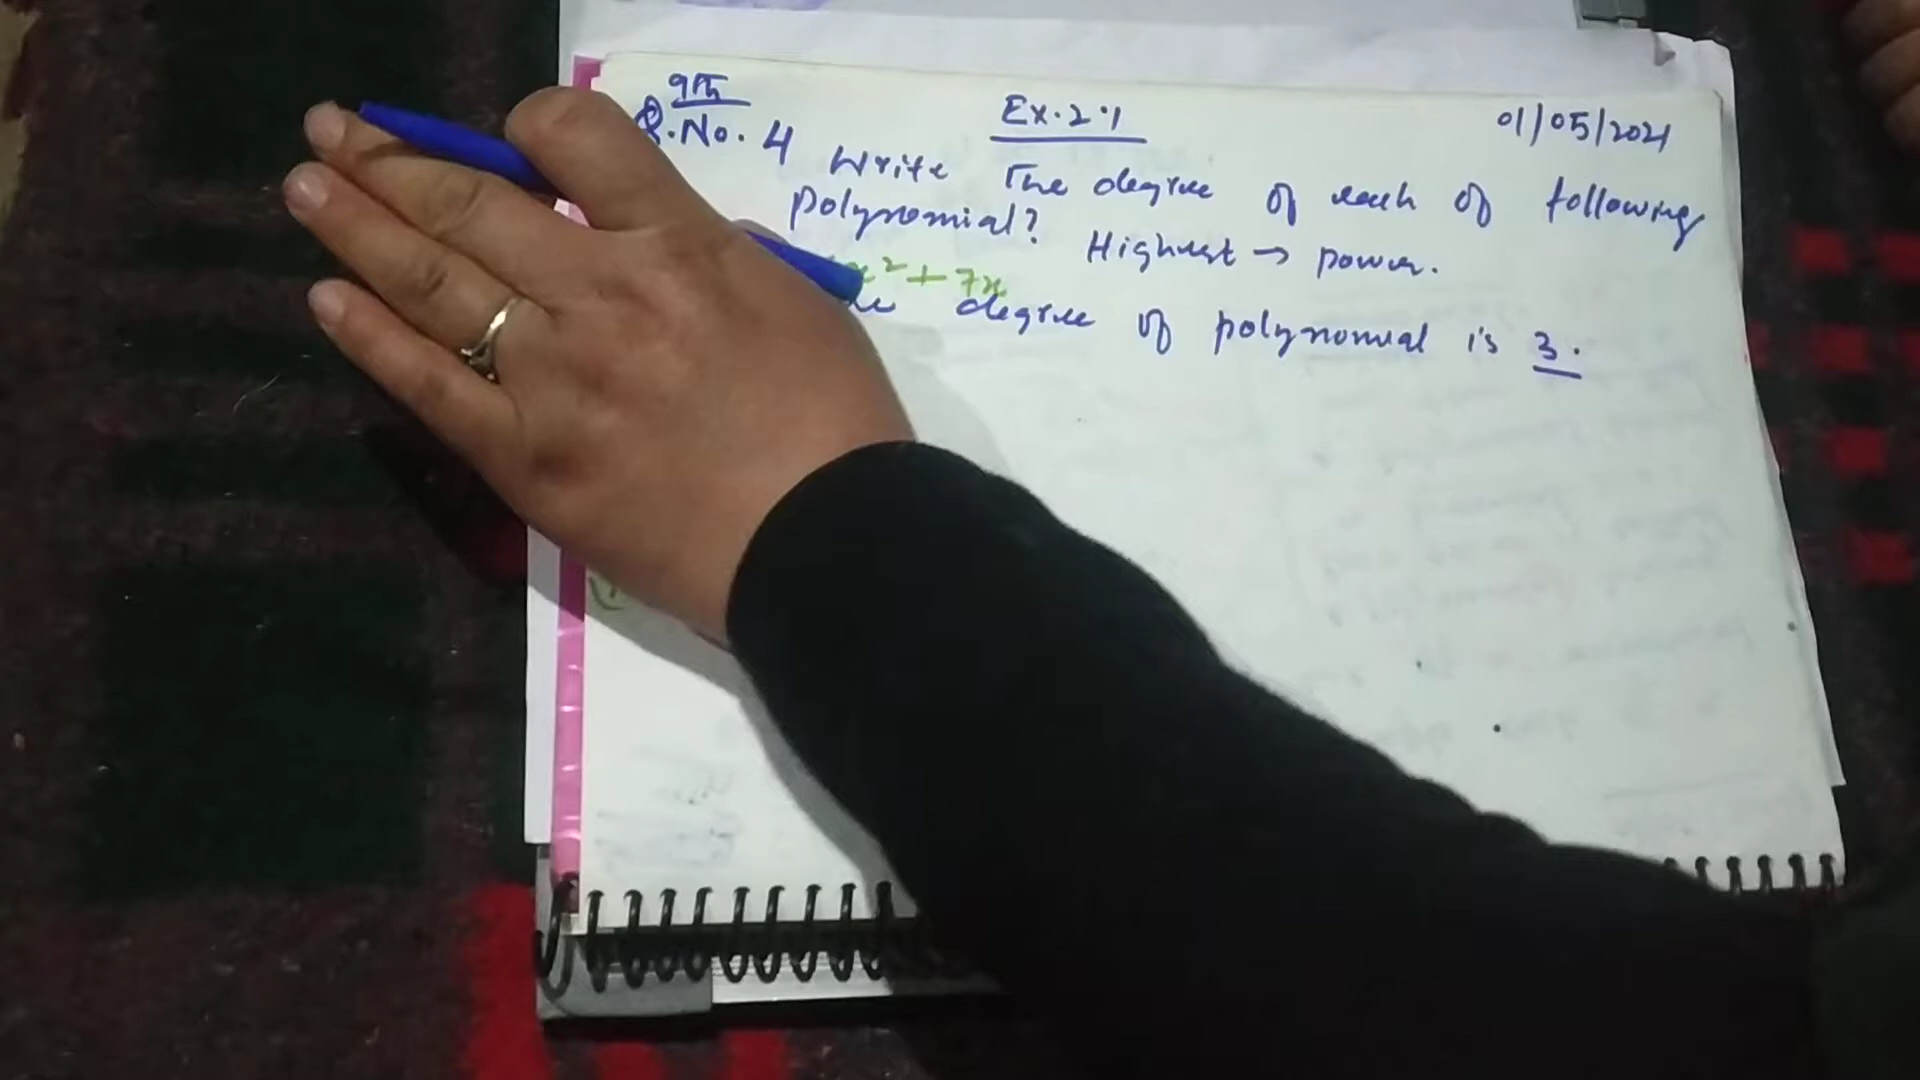 9th
Ex.2.1
01/05/2021
Q.No. 4 Write The degree of each of following
polynomial? Highest → power.
x² + 7x
degree of polynomial is 3.